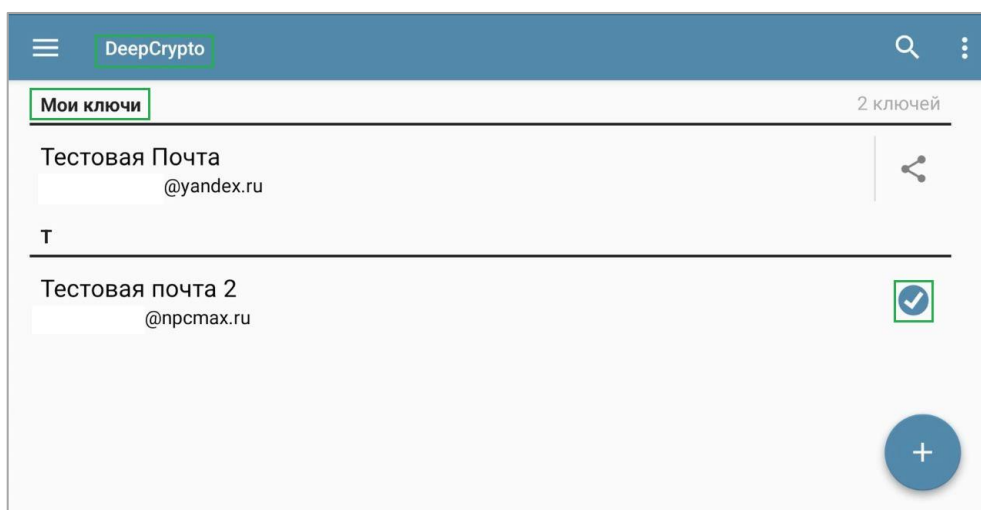 DeepCrypto
Мои ключи 2 ключей
Тестовая Почта
@yandex.ru
Т
Тестовая почта 2
@npcmax.ru